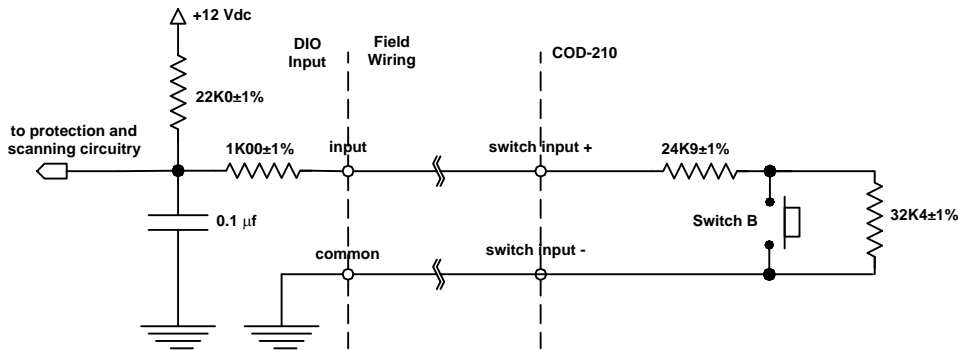 +12 Vdc
DIO
Input
Field
Wiring
COD-210
22K0±1%
to protection and
scanning circuitry
1K00±1%
input
switch input +
24K9±1%
0.1 μf
Switch B
32K4±1%
common
switch input -